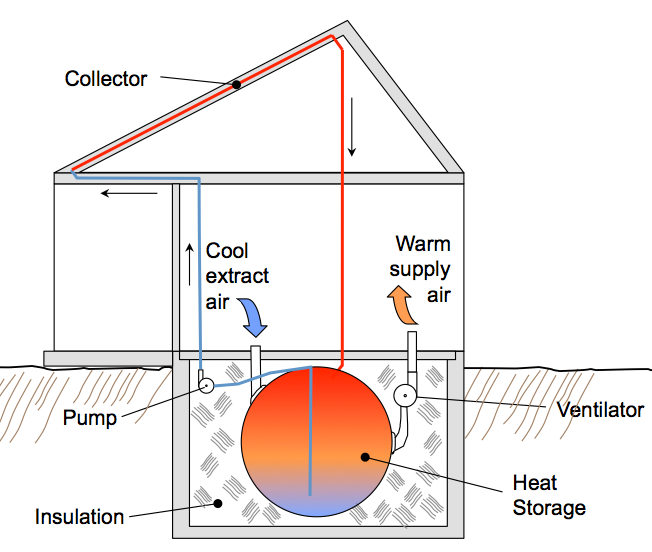 Collector
Cool
extract
air
Warm
supply
air
Pump
Ventilator
Heat
Storage
Insulation